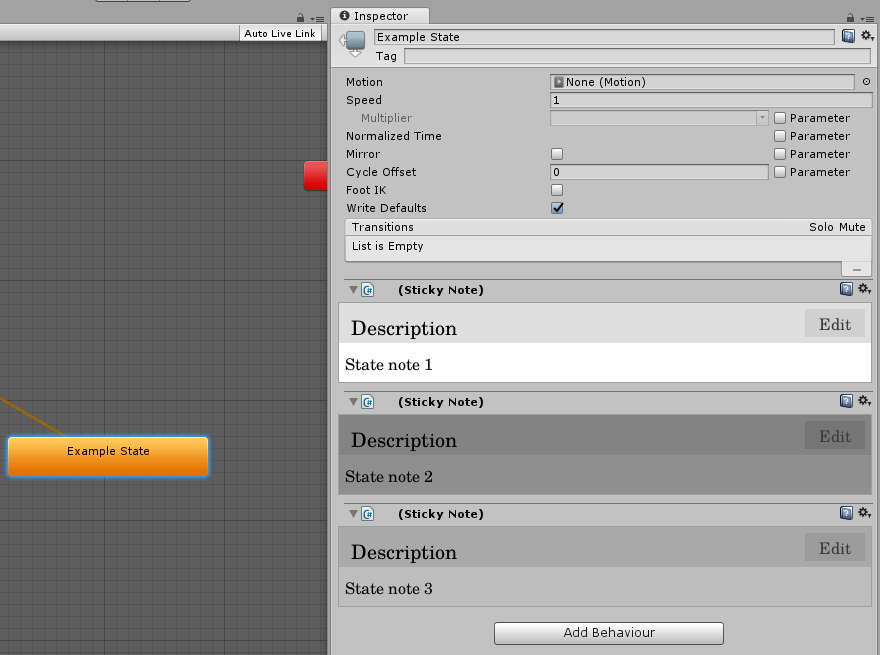 Auto Live Link
Example State
Inspector
Example State
Tag
Motion None (Motion)
Speed 1
Multiplier Parameter
Normalized Time Parameter
Mirror Parameter
Cycle Offset 0 Parameter
Foot IK
Write Defaults
Transitions Solo Mute
List is Empty
C# (Sticky Note)
Description Edit
State note 1
C# (Sticky Note)
Description Edit
State note 2
C# (Sticky Note)
Description Edit
State note 3
Add Behaviour